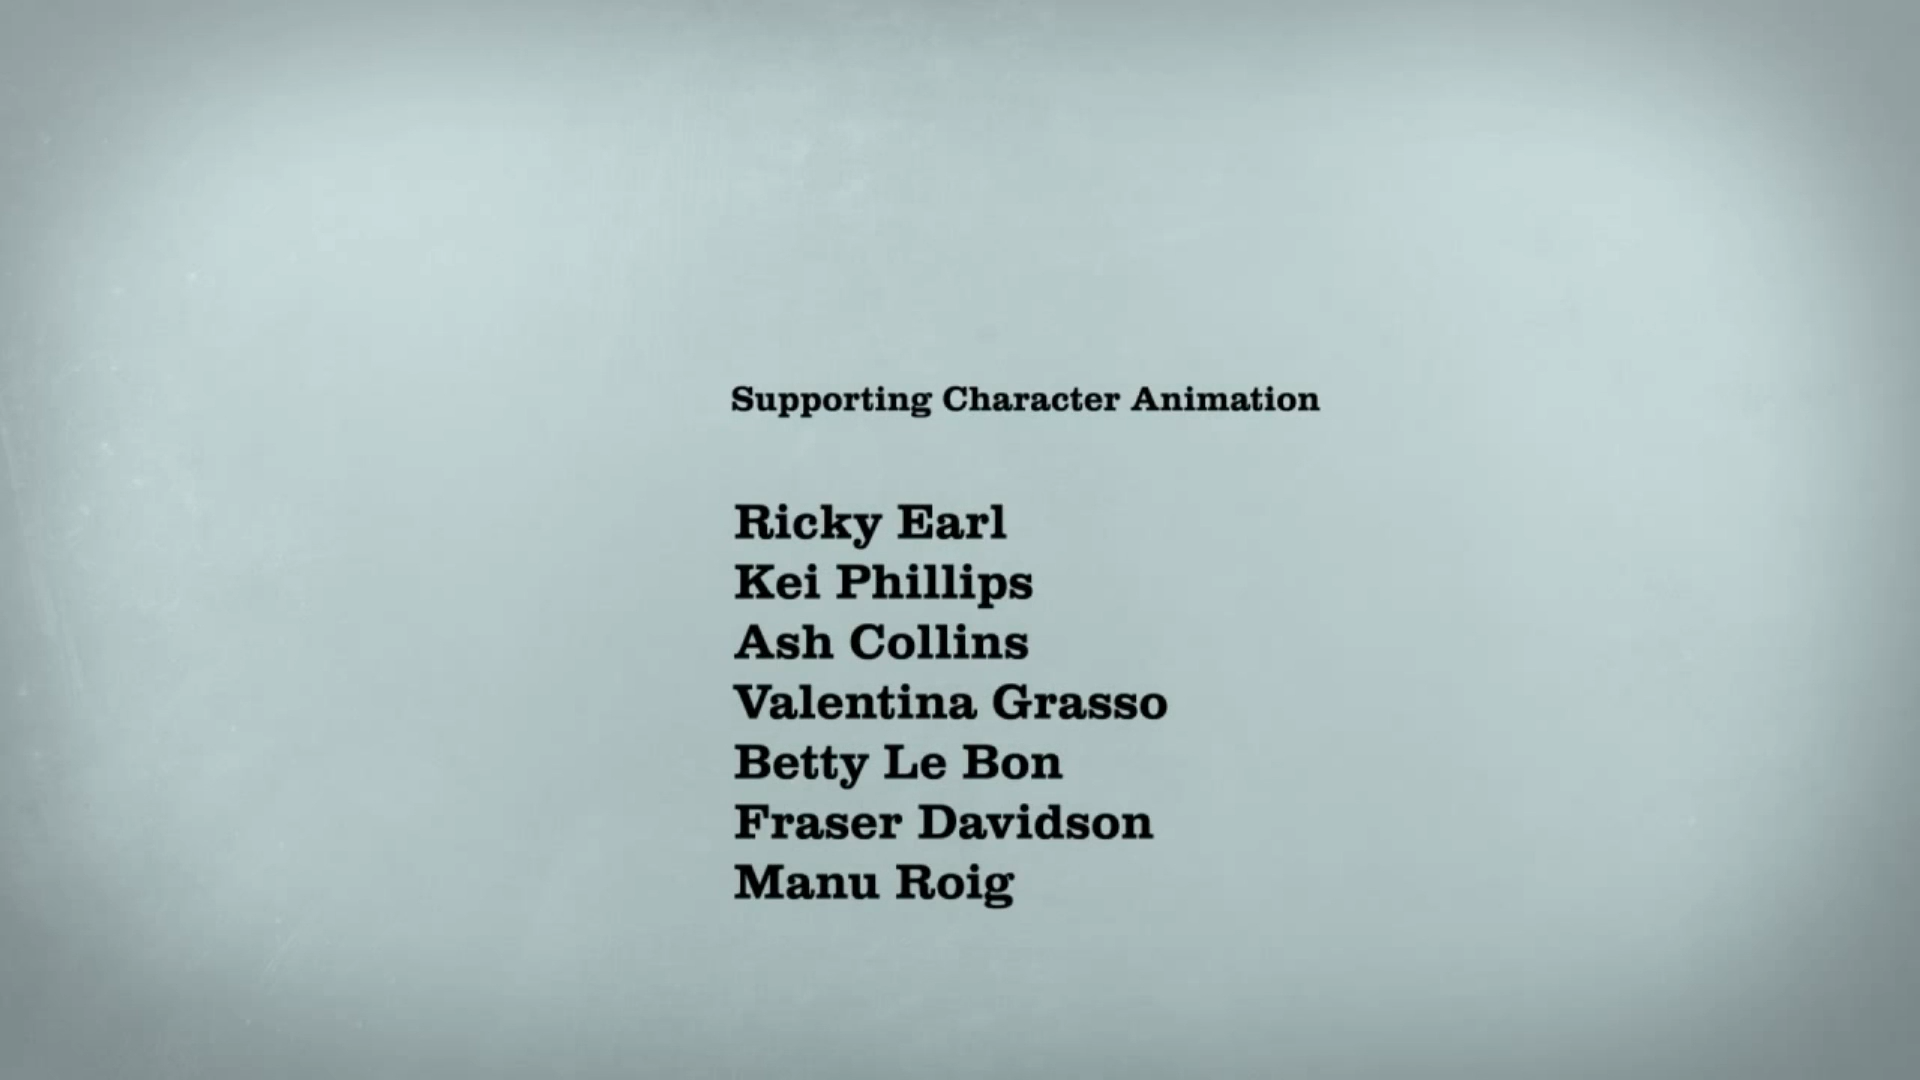 Supporting Character Animation
Ricky Earl
Kei Phillips
Ash Collins
Valentina Grasso
Betty Le Bon
Fraser Davidson
Manu Roig